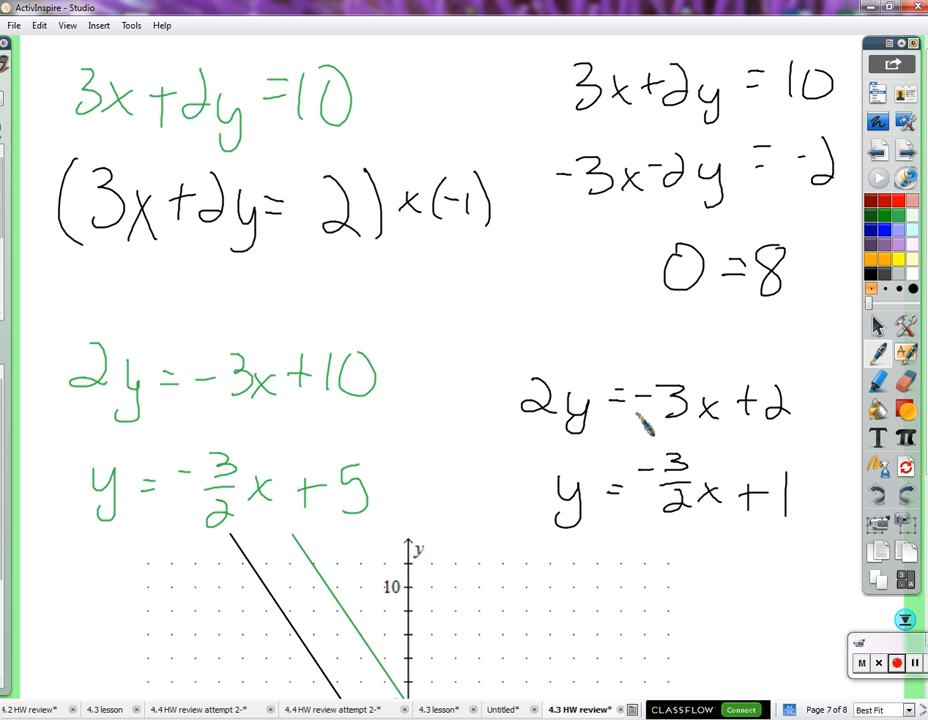 ActivInspire - Studio
File Edit View Insert Tools Help
3x+2y=10
(3x+2y= 2)×(-1)
3x+2y=10
-3x-2y=-2
0=8
2y=-3x+10
y=-3/2x+5
2y=-3x+2
y=-3/2x+1
y
10
T π
M × II
4.2 HW review* 4.3 lesson 4.4 HW review attempt 2-* 4.4 HW review attempt 2-* 4.3 lesson* Untitled* 4.3 HW review* CLASSFLOW Connect Page 7 of 8 Best Fit